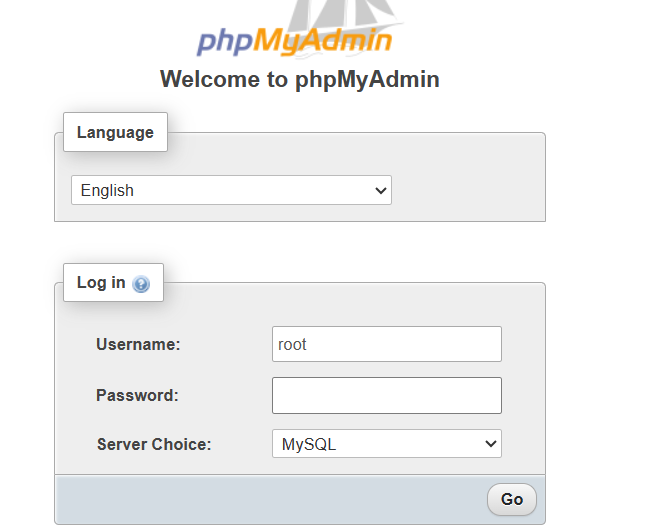 phpMyAdmin
Welcome to phpMyAdmin
Language
English
Log in
Username:
root
Password:
Server Choice:
MySQL
Go